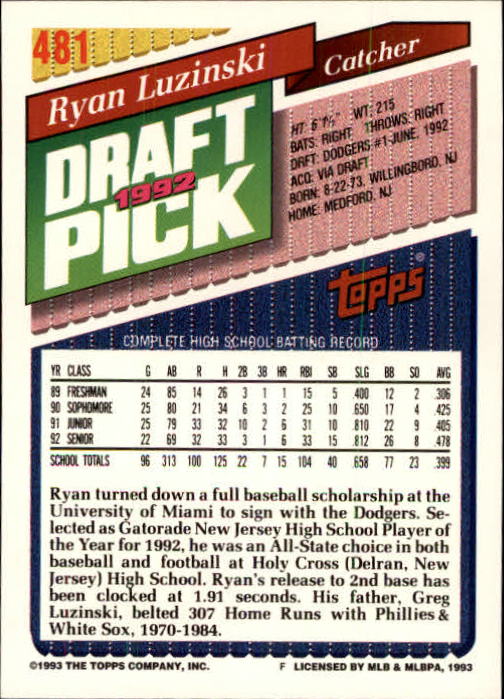 481
Ryan Luzinski
Catcher
DRAFT
1992
PICK
HT: 6'1½" WT: 215
BATS: RIGHT THROWS: RIGHT
DRFT: DODGERS #1-JUNE, 1992
ACQ: VIA DRAFT
BORN: 8-22-73, WILLINGBORO, NJ
HOME: MEDFORD, NJ
TOPPS®
COMPLETE HIGH SCHOOL BATTING RECORD
YR CLASS G AB R H 2B 3B HR RBI SB SLG BB SO AVG
89 FRESHMAN 24 85 14 26 3 1 1 15 5 .400 12 2 .306
90 SOPHOMORE 25 80 21 34 6 3 2 25 10 .650 17 4 .425
91 JUNIOR 25 79 33 32 10 2 6 31 10 .810 22 9 .405
92 SENIOR 22 69 32 33 3 1 6 33 15 .812 26 8 .478
SCHOOL TOTALS 96 313 100 125 22 7 15 104 40 .658 77 23 .399
Ryan turned down a full baseball scholarship at the
University of Miami to sign with the Dodgers. Se-
lected as Gatorade New Jersey High School Player of
the Year for 1992, he was an All-State choice in both
baseball and football at Holy Cross (Delran, New
Jersey) High School. Ryan's release to 2nd base has
been clocked at 1.91 seconds. His father, Greg
Luzinski, belted 307 Home Runs with Phillies &
White Sox, 1970-1984.
©1993 THE TOPPS COMPANY, INC. F LICENSED BY MLB & MLBPA, 1993